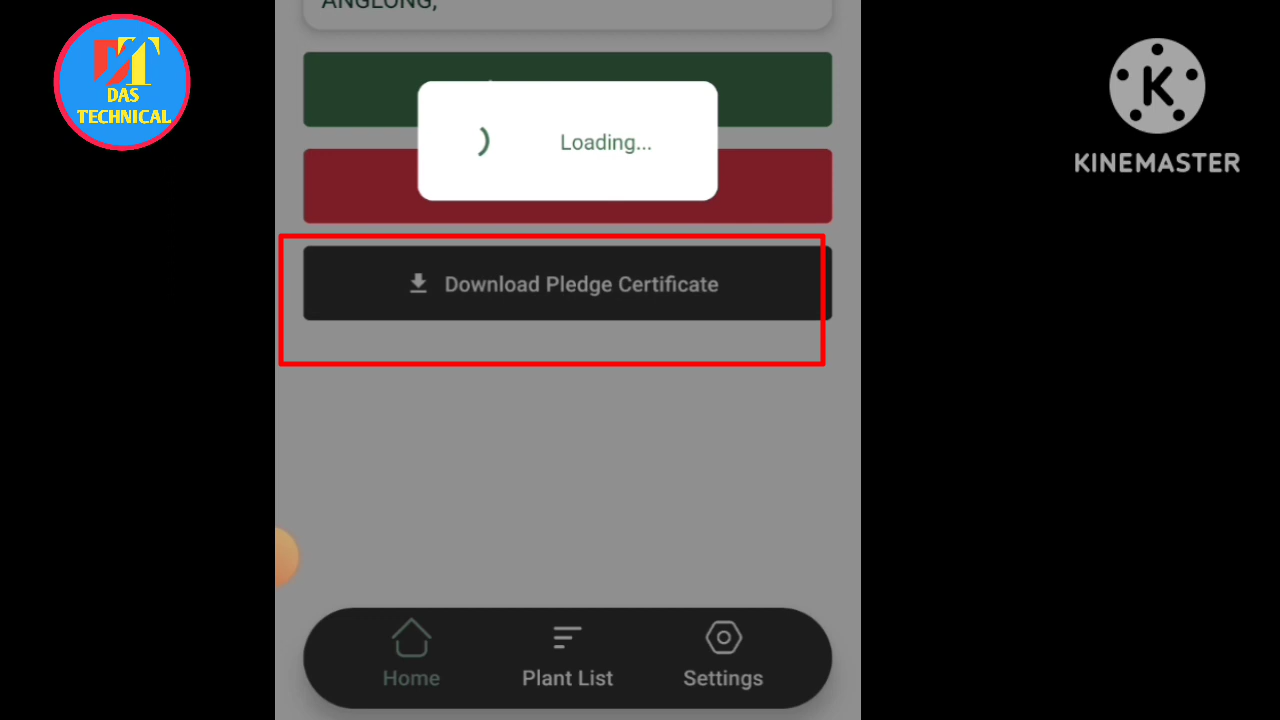 ANGLONG,
DT
DAS
TECHNICAL
K
KINEMASTER
Loading...
Download Pledge Certificate
Home
Plant List
Settings